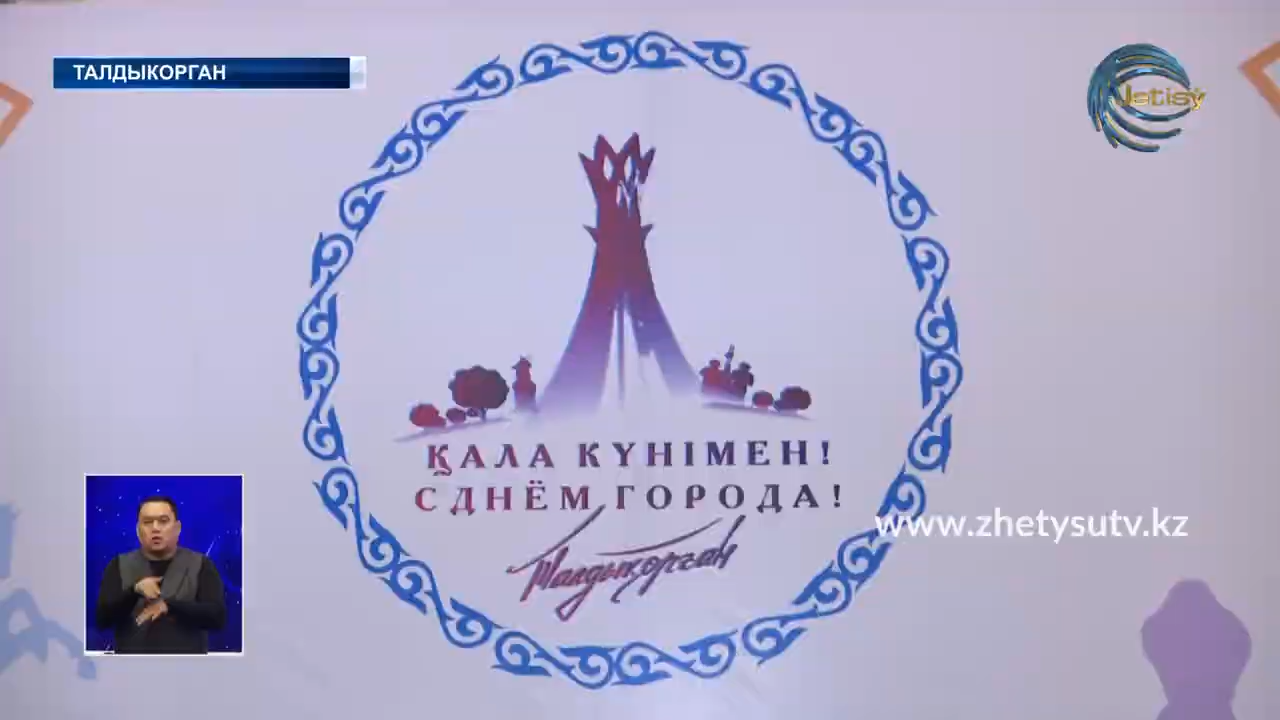 ТАЛДЫКОРГАН
Jetisý
ҚАЛА КҮНІМЕН!
С ДНЁМ ГОРОДА!
Талдықорған
www.zhetysutv.kz